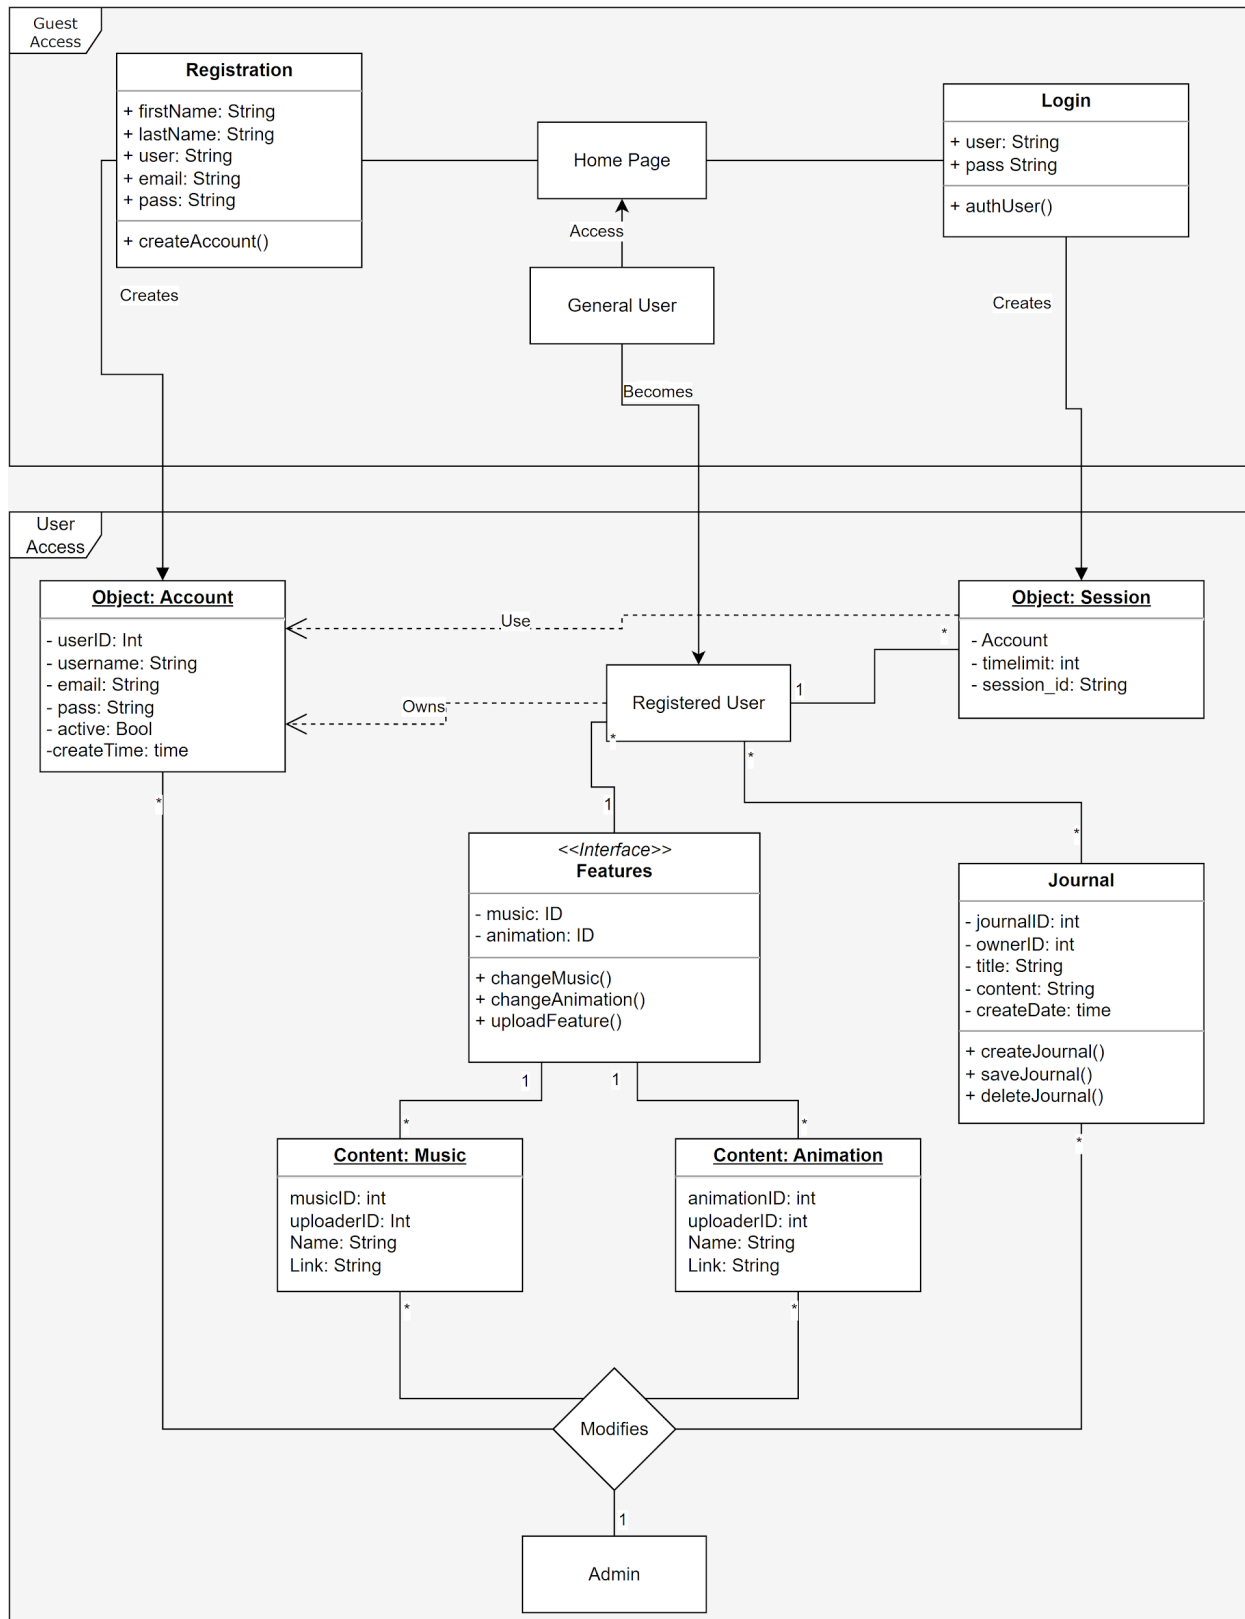 Guest
Access
Registration
+ firstName: String
+ lastName: String
+ user: String
+ email: String
+ pass: String
+ createAccount()
Home Page
Login
+ user: String
+ pass String
+ authUser()
Access
General User
Creates
Creates
Becomes
User
Access
Object: Account
- userID: Int
- username: String
- email: String
- pass: String
- active: Bool
-createTime: time
Use
Owns
Object: Session
- Account
- timelimit: int
- session_id: String
*
1
Registered User
*
*
1
*
*
<<Interface>>
Features
- music: ID
- animation: ID
+ changeMusic()
+ changeAnimation()
+ uploadFeature()
Journal
- journalID: int
- ownerID: int
- title: String
- content: String
- createDate: time
+ createJournal()
+ saveJournal()
+ deleteJournal()
1
1
*
*
*
Content: Music
musicID: int
uploaderID: Int
Name: String
Link: String
Content: Animation
animationID: int
uploaderID: int
Name: String
Link: String
*
*
Modifies
1
Admin